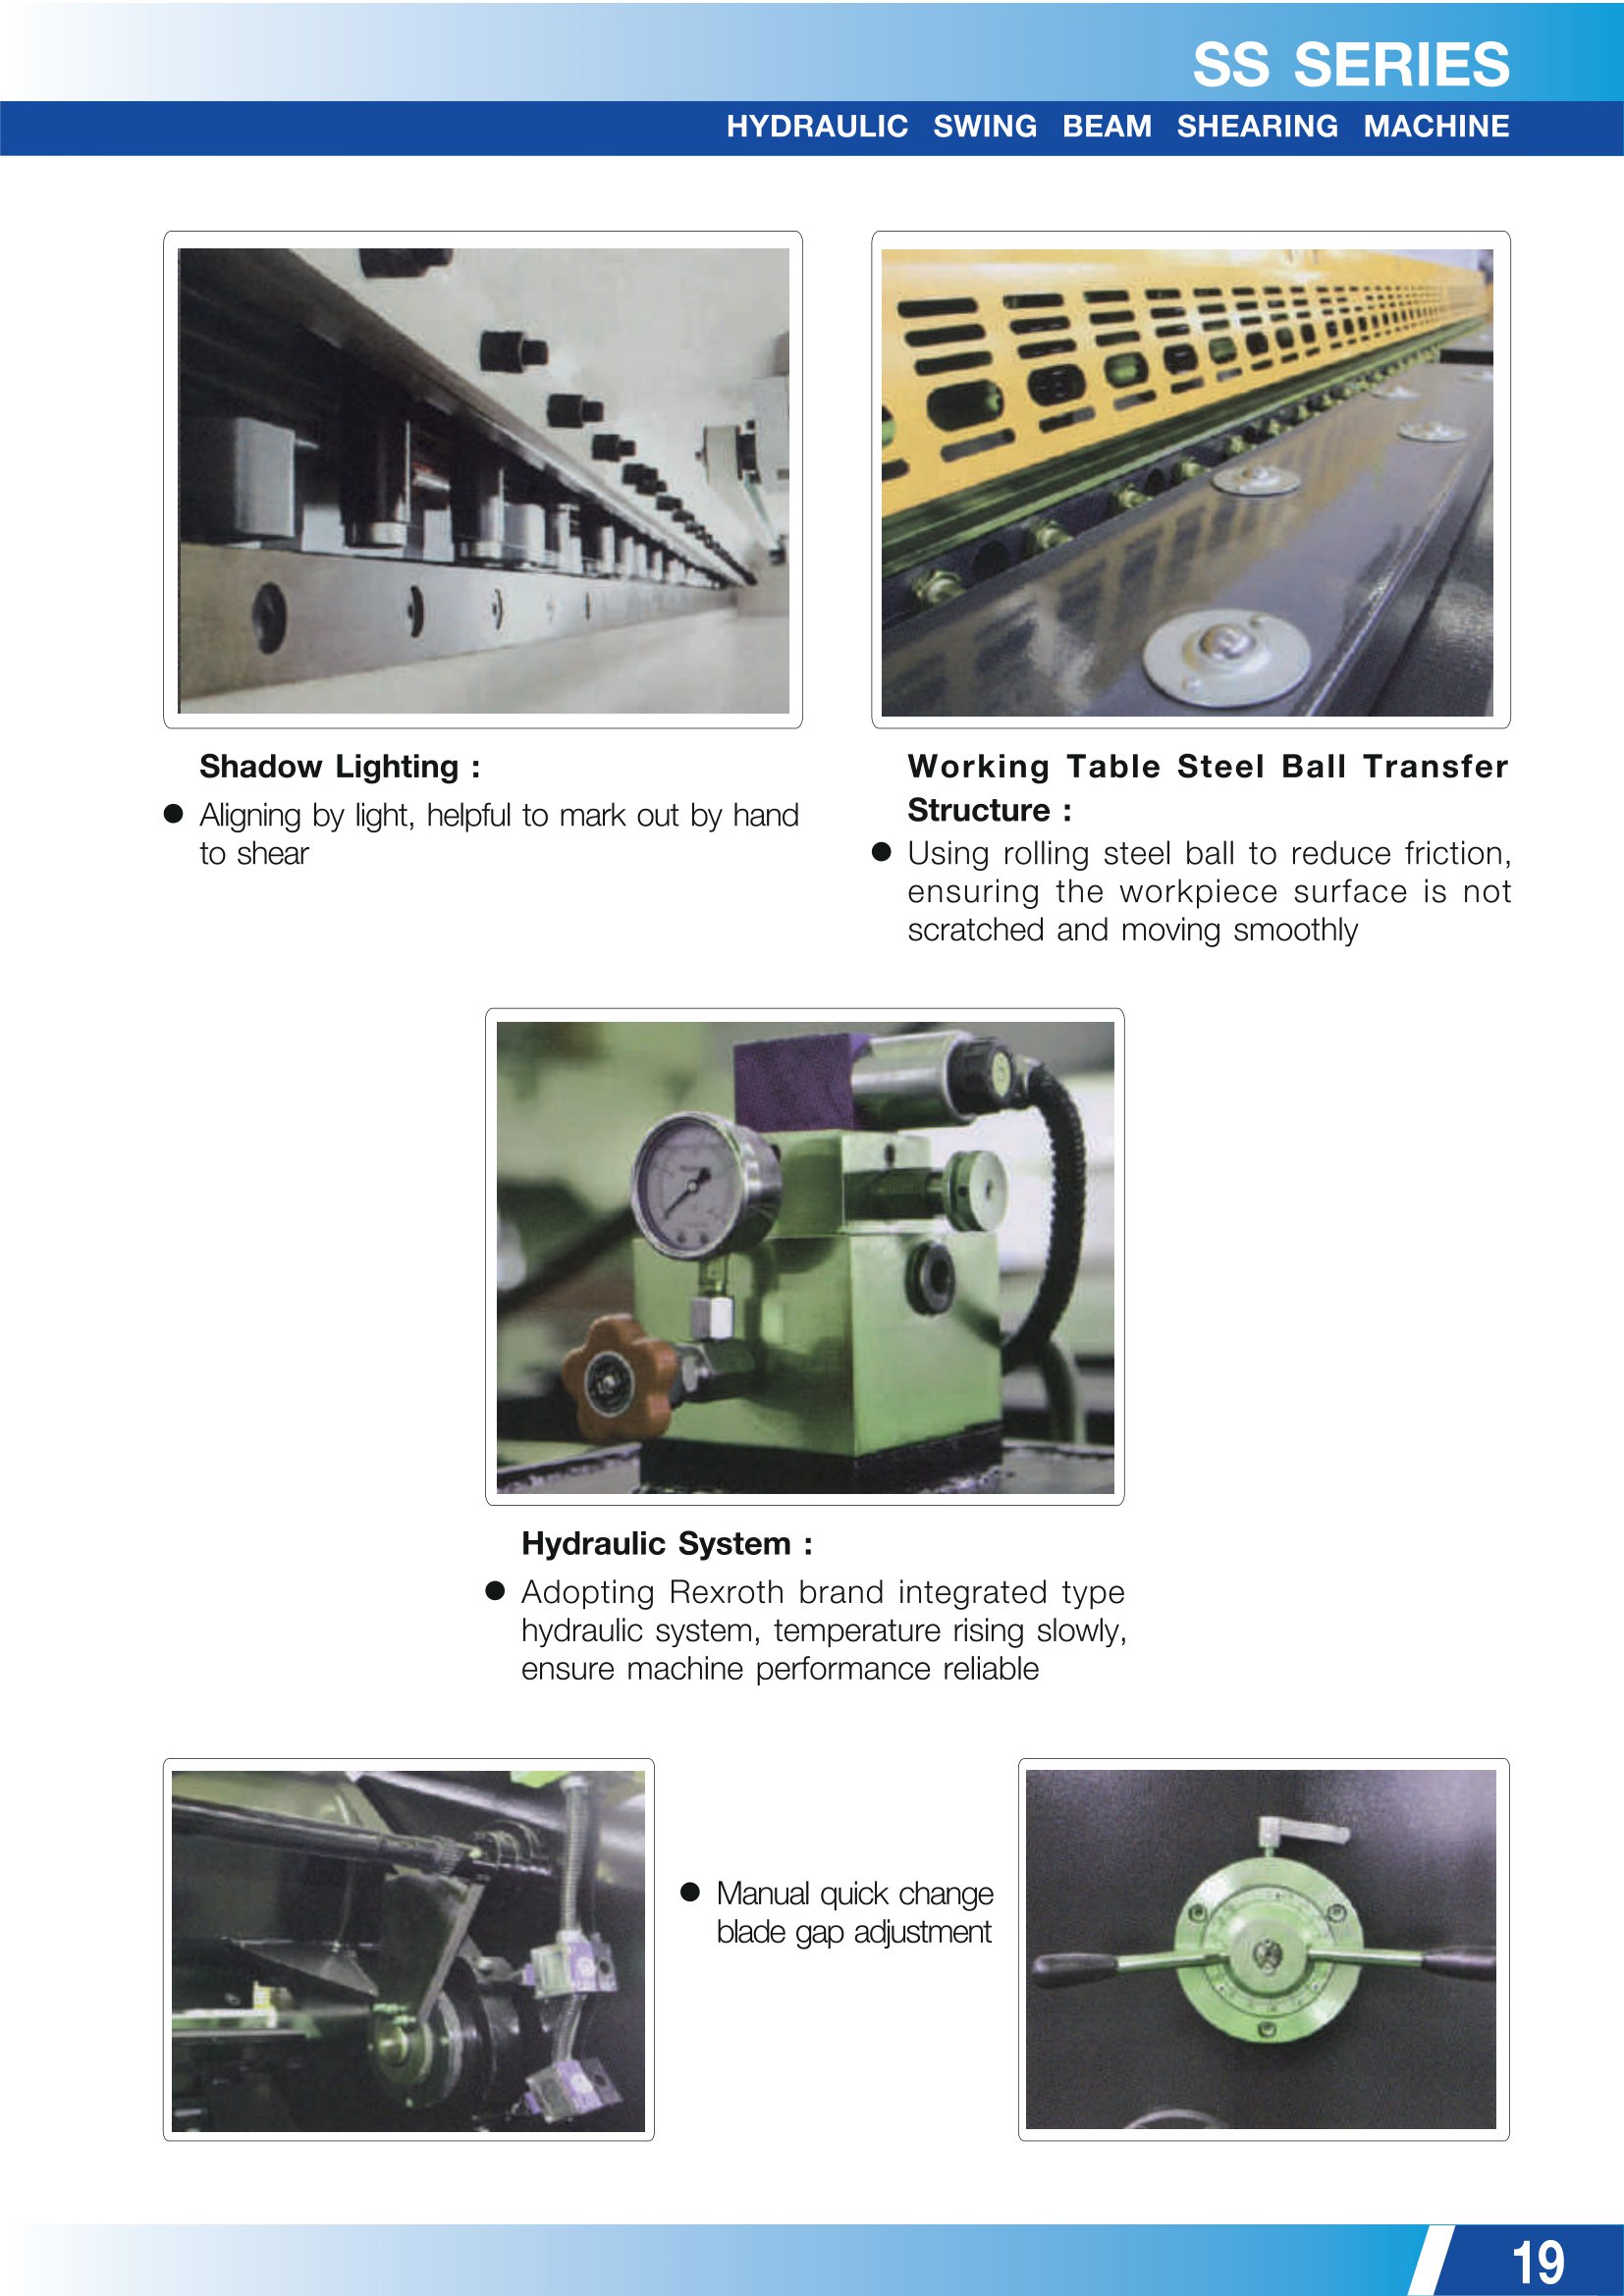 SS SERIES
HYDRAULIC SWING BEAM SHEARING MACHINE
Shadow Lighting :
● Aligning by light, helpful to mark out by hand
to shear
Working Table Steel Ball Transfer
Structure :
● Using rolling steel ball to reduce friction,
ensuring the workpiece surface is not
scratched and moving smoothly
Hydraulic System :
● Adopting Rexroth brand integrated type
hydraulic system, temperature rising slowly,
ensure machine performance reliable
● Manual quick change
blade gap adjustment
19